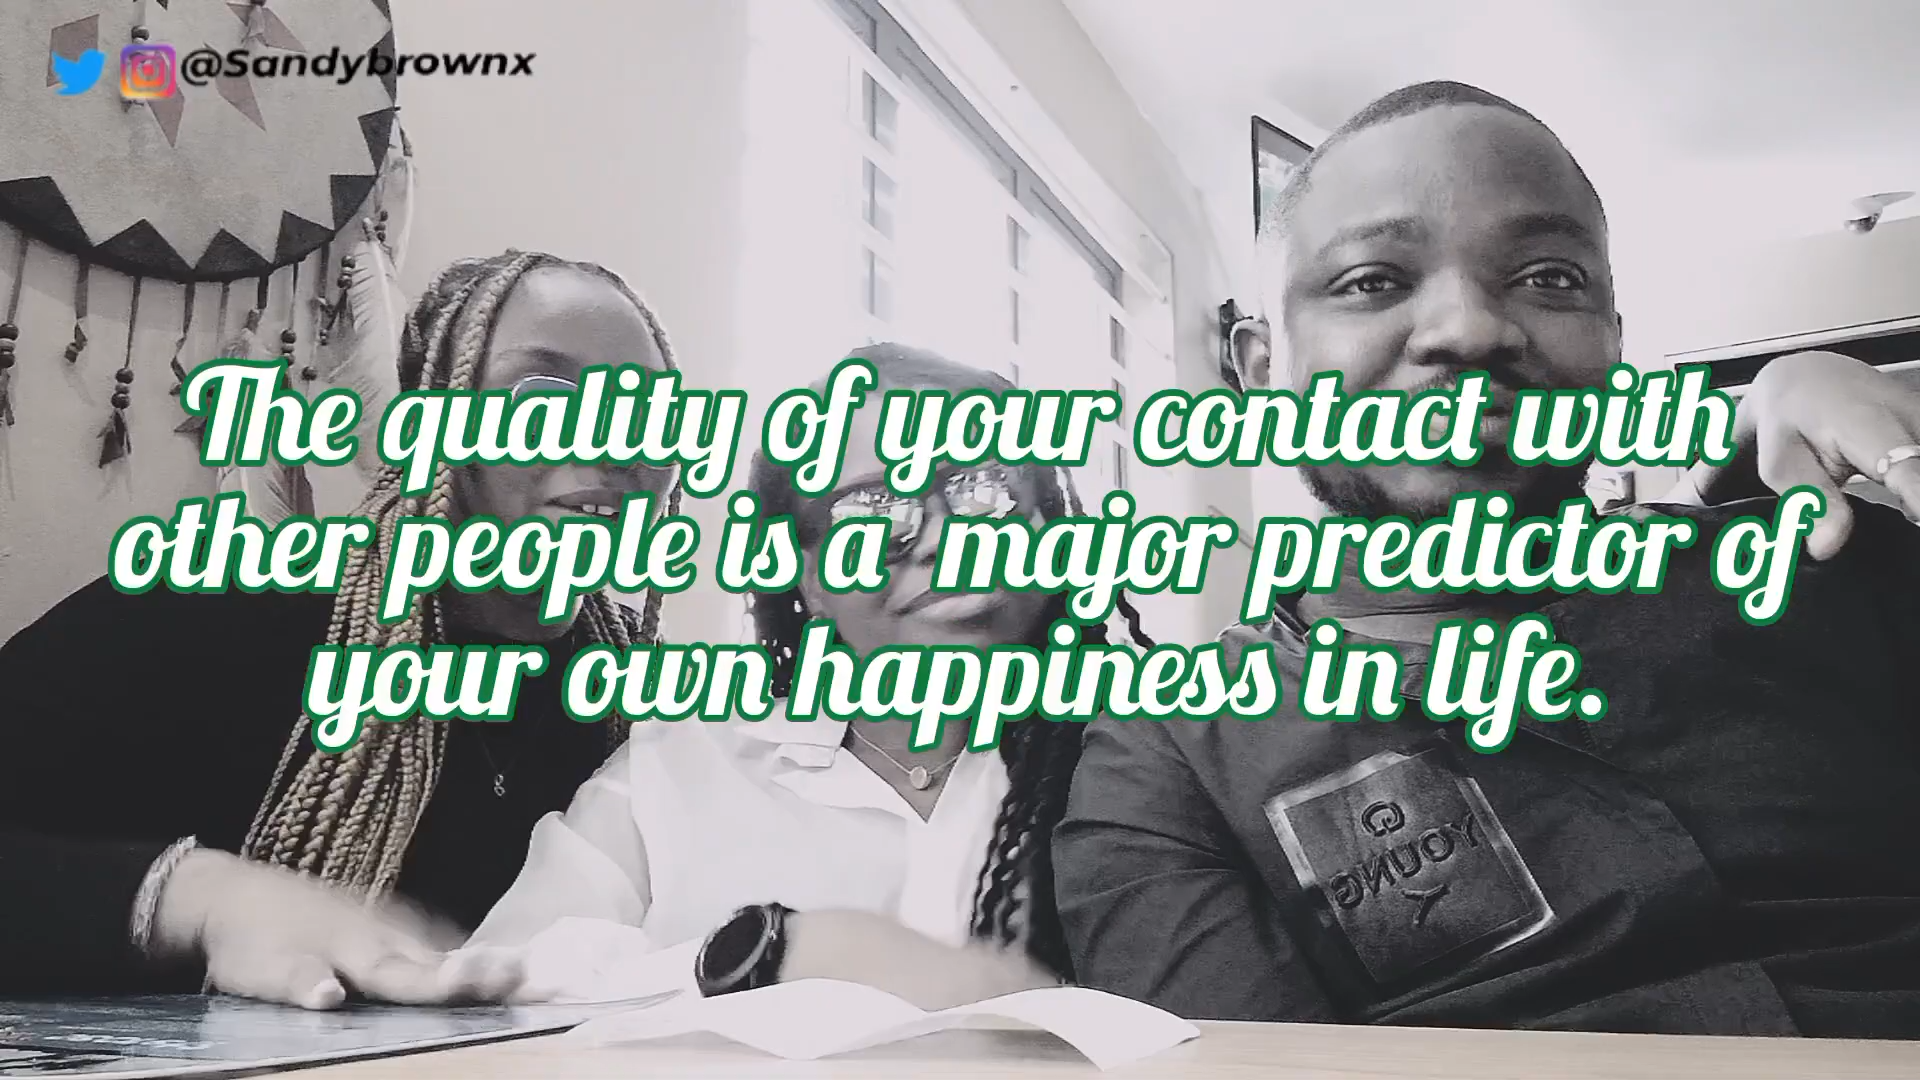 @Sandybrownx
The quality of your contact with
other people is a major predictor of
your own happiness in life.
YOUNG